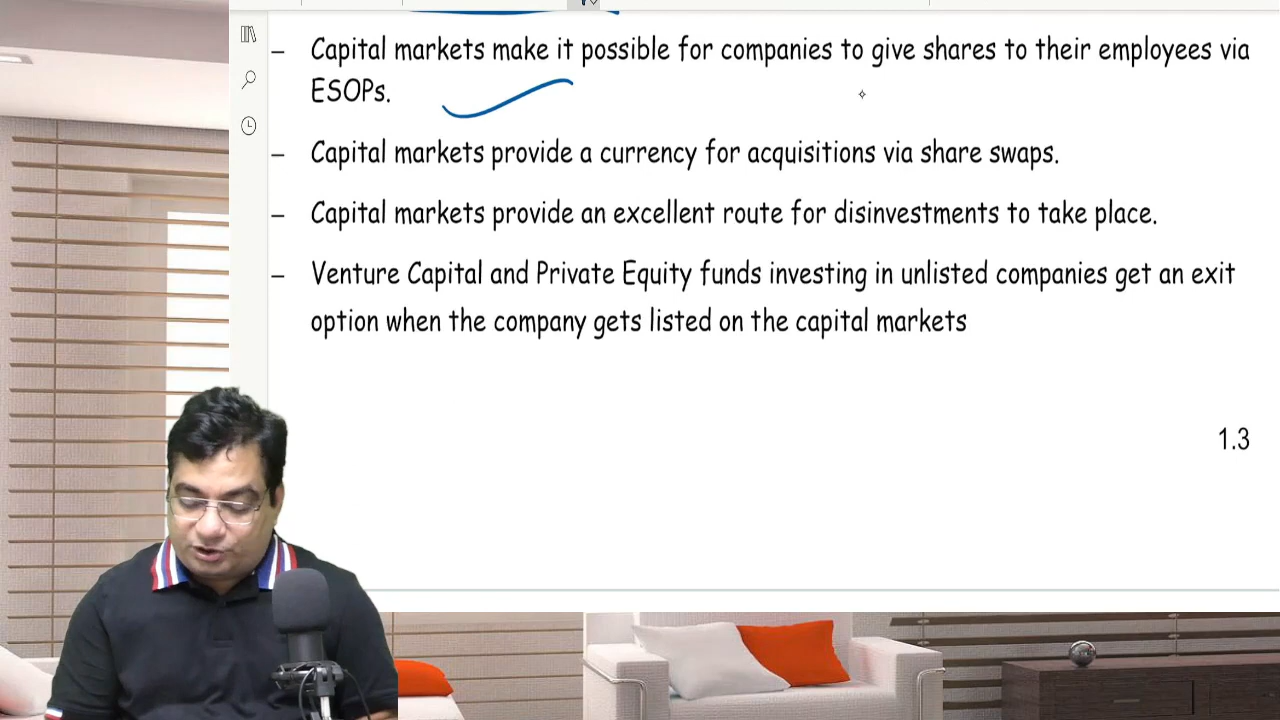 – Capital markets make it possible for companies to give shares to their employees via
ESOPs.
– Capital markets provide a currency for acquisitions via share swaps.
– Capital markets provide an excellent route for disinvestments to take place.
– Venture Capital and Private Equity funds investing in unlisted companies get an exit
option when the company gets listed on the capital markets
1.3